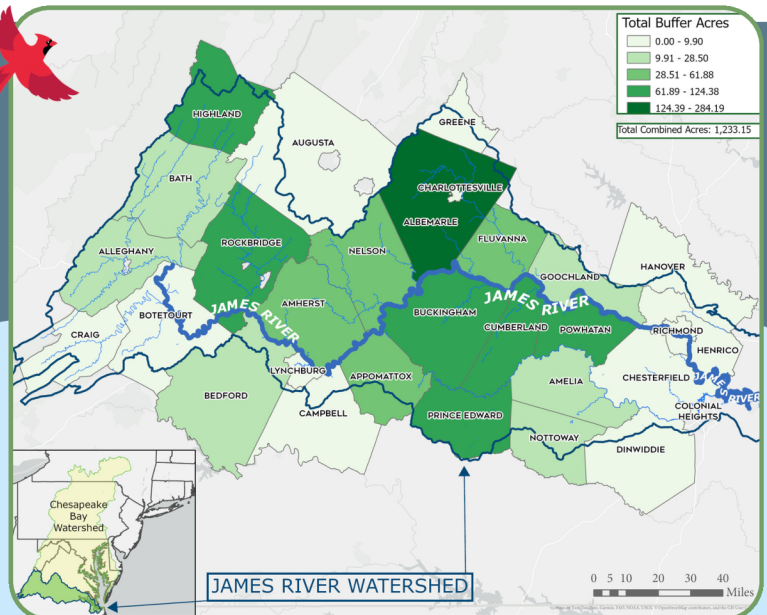 Total Buffer Acres
0.00 - 9.90
9.91 - 28.50
28.51 - 61.88
61.89 - 124.38
124.39 - 284.19
Total Combined Acres: 1,233.15
HIGHLAND
GREENE
AUGUSTA
BATH
CHARLOTTESVILLE
ALBEMARLE
ROCKBRIDGE
NELSON
FLUVANNA
ALLEGHANY
GOOCHLAND
HANOVER
JAMES RIVER
JAMES RIVER
AMHERST
BUCKINGHAM
BOTETOURT
CUMBERLAND
POWHATAN
RICHMOND
CRAIG
HENRICO
LYNCHBURG
APPOMATTOX
AMELIA
CHESTERFIELD
JAMES RIVER
BEDFORD
CAMPBELL
PRINCE EDWARD
COLONIAL
HEIGHTS
NOTTOWAY
DINWIDDIE
Chesapeake
Bay
Watershed
JAMES RIVER WATERSHED
0 5 10 20 30 40
Miles